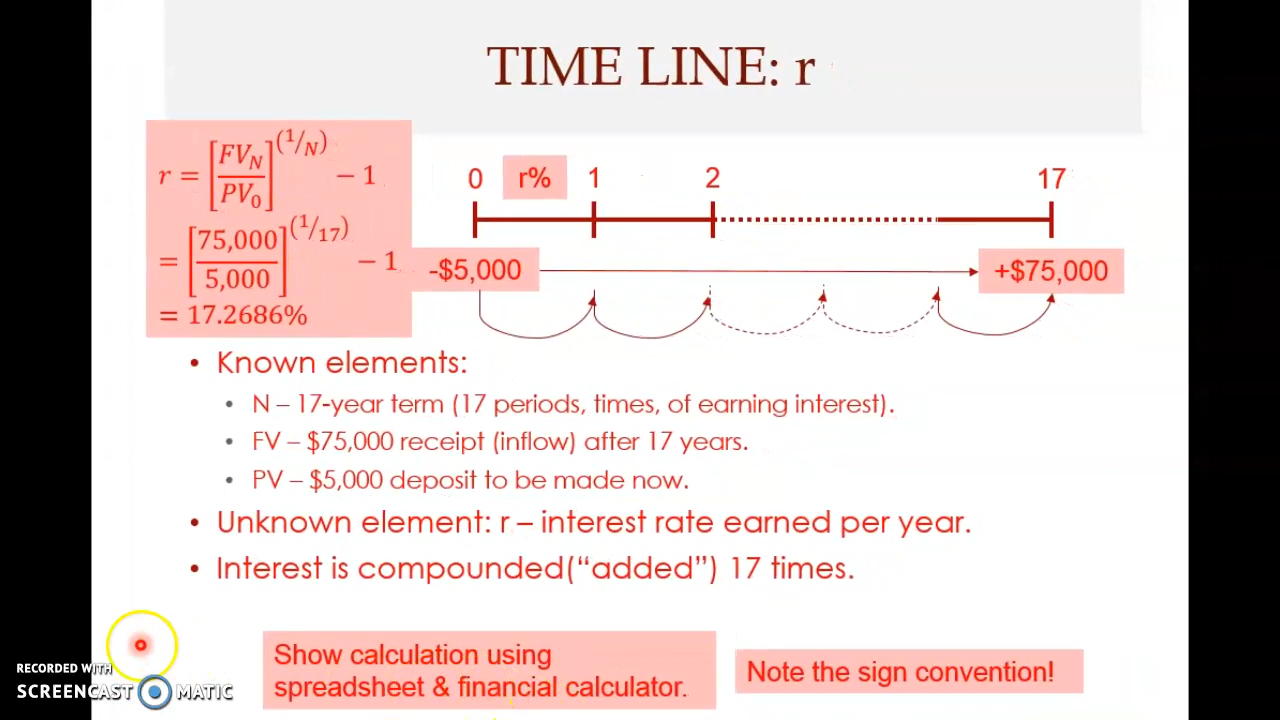 TIME LINE: r
r = [FV_N / PV_0]^(1/N) − 1
= [75,000 / 5,000]^(1/17) − 1
= 17.2686%
0 r% 1 2 17
-$5,000 +$75,000
• Known elements:
• N – 17-year term (17 periods, times, of earning interest).
• FV – $75,000 receipt (inflow) after 17 years.
• PV – $5,000 deposit to be made now.
• Unknown element: r – interest rate earned per year.
• Interest is compounded(“added”) 17 times.
Show calculation using
spreadsheet & financial calculator.
Note the sign convention!
RECORDED WITH
SCREENCAST MATIC